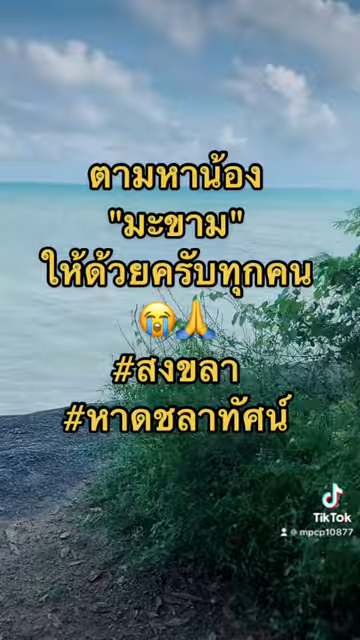 ตามหาน้อง
"มะขาม"
ให้ด้วยครับทุกคน
😭🙏
#สงขลา
#หาดชลาทัศน์
TikTok
@mpcp10877